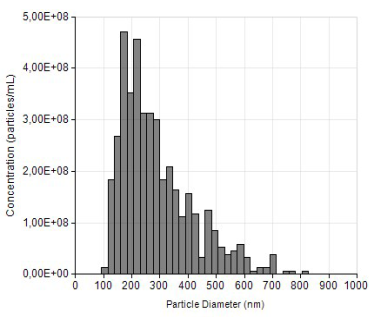 Concentration (particles/mL)
5,00E+08
4,00E+08
3,00E+08
2,00E+08
1,00E+08
0,00E+00
0 100 200 300 400 500 600 700 800 900 1000
Particle Diameter (nm)